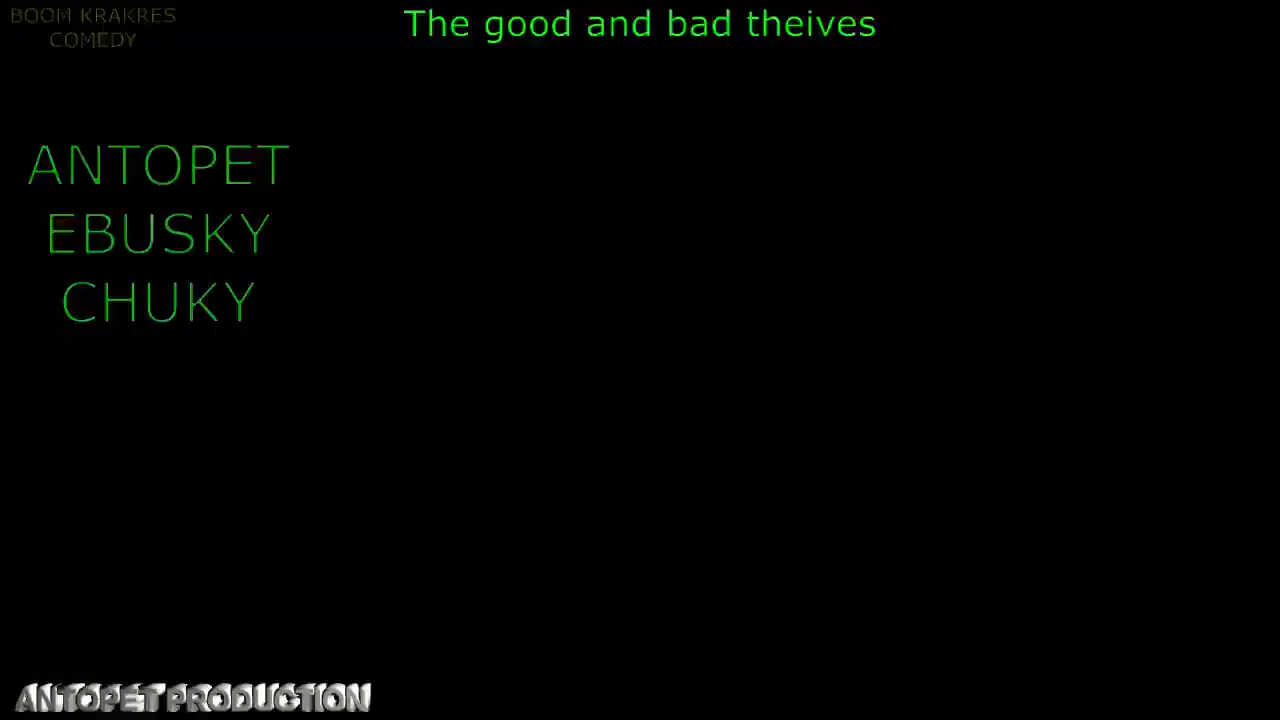 BOOM KRAKRES
COMEDY
The good and bad theives
ANTOPET
EBUSKY
CHUKY
ANTOPET PRODUCTION